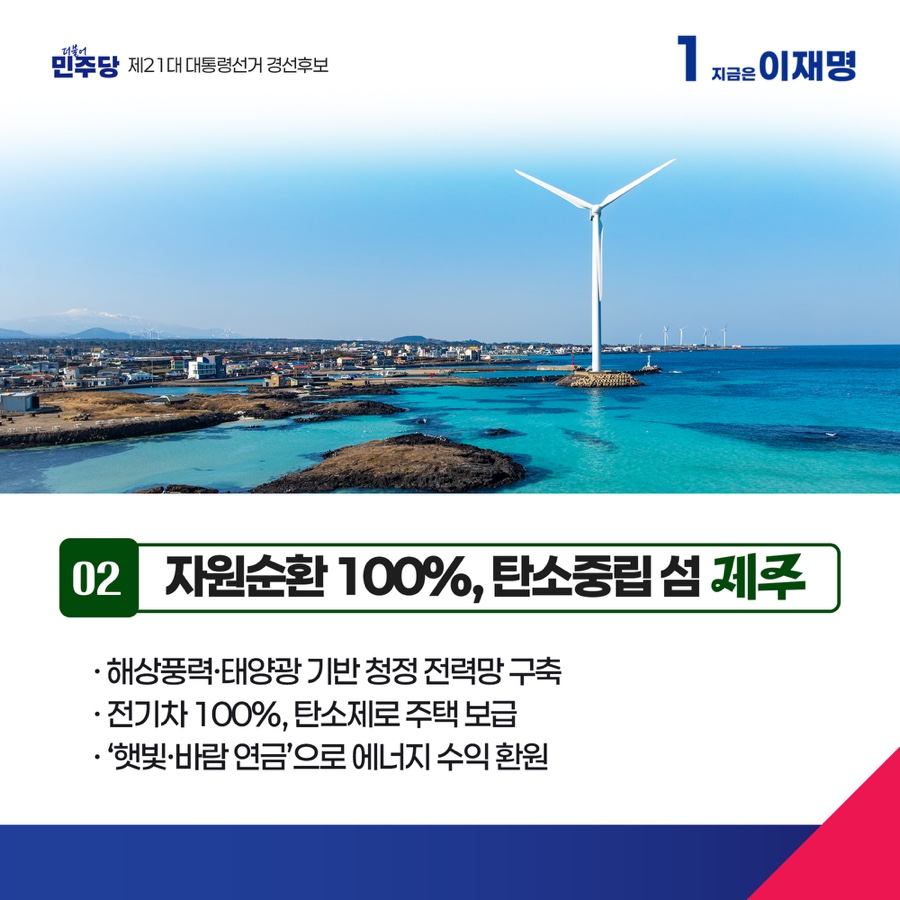 더불어
민주당 제21대 대통령선거 경선후보
1 지금은 이재명
02 자원순환 100%, 탄소중립 섬 제주
· 해상풍력·태양광 기반 청정 전력망 구축
· 전기차 100%, 탄소제로 주택 보급
· ‘햇빛·바람 연금’으로 에너지 수익 환원